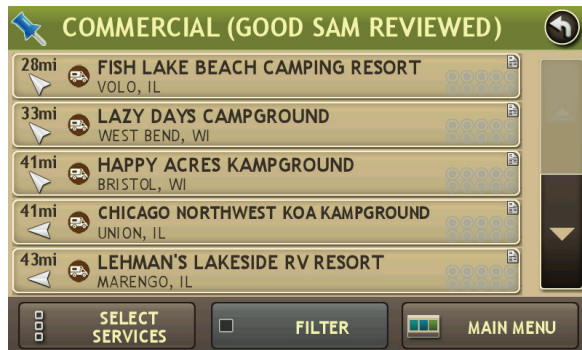 COMMERCIAL (GOOD SAM REVIEWED)
28mi
FISH LAKE BEACH CAMPING RESORT
VOLO, IL
33mi
LAZY DAYS CAMPGROUND
WEST BEND, WI
41mi
HAPPY ACRES KAMPGROUND
BRISTOL, WI
41mi
CHICAGO NORTHWEST KOA KAMPGROUND
UNION, IL
43mi
LEHMAN'S LAKESIDE RV RESORT
MARENGO, IL
SELECT
SERVICES
FILTER
MAIN MENU